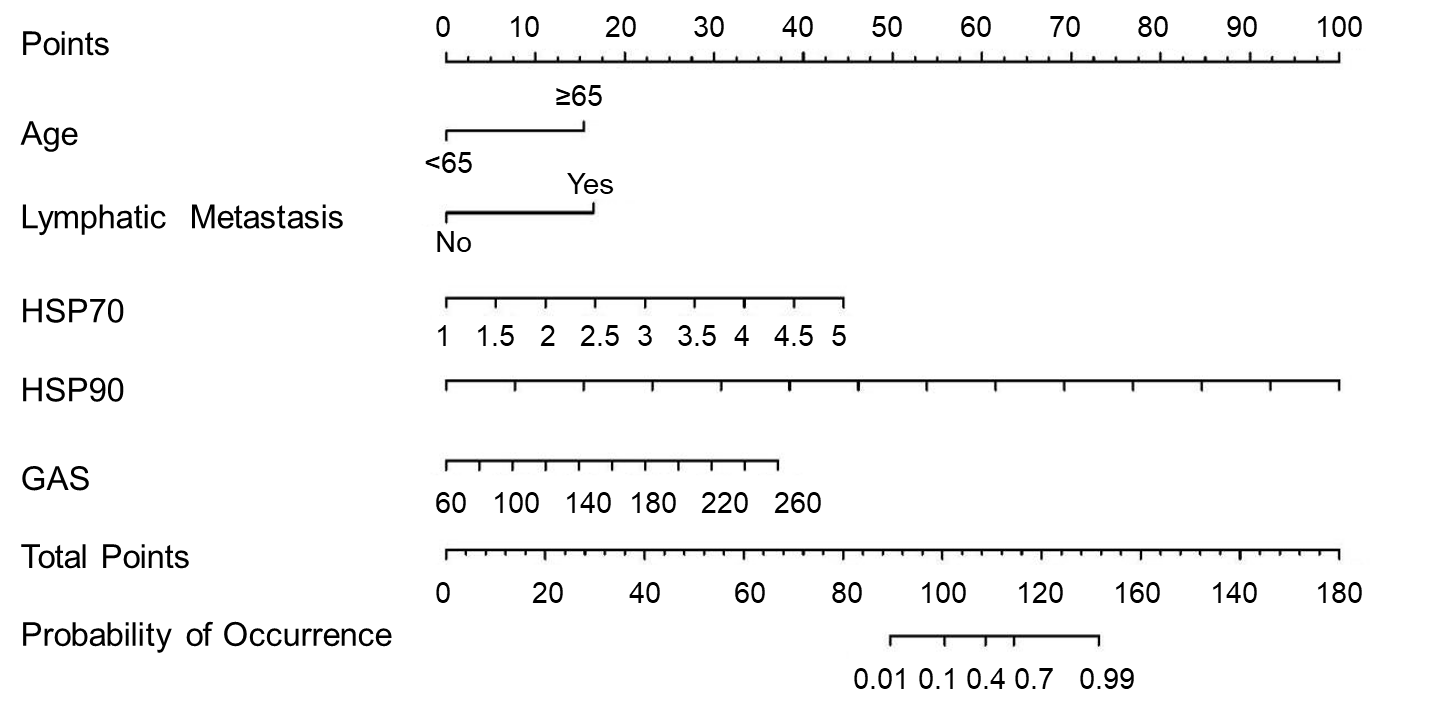 0 10 20 30 40 50 60 70 80 90 100
Points
≥65
Age
<65
Yes
Lymphatic Metastasis
No
HSP70
1 1.5 2 2.5 3 3.5 4 4.5 5
HSP90
GAS
60 100 140 180 220 260
Total Points
0 20 40 60 80 100 120 160 140 180
Probability of Occurrence
0.01 0.1 0.4 0.7 0.99